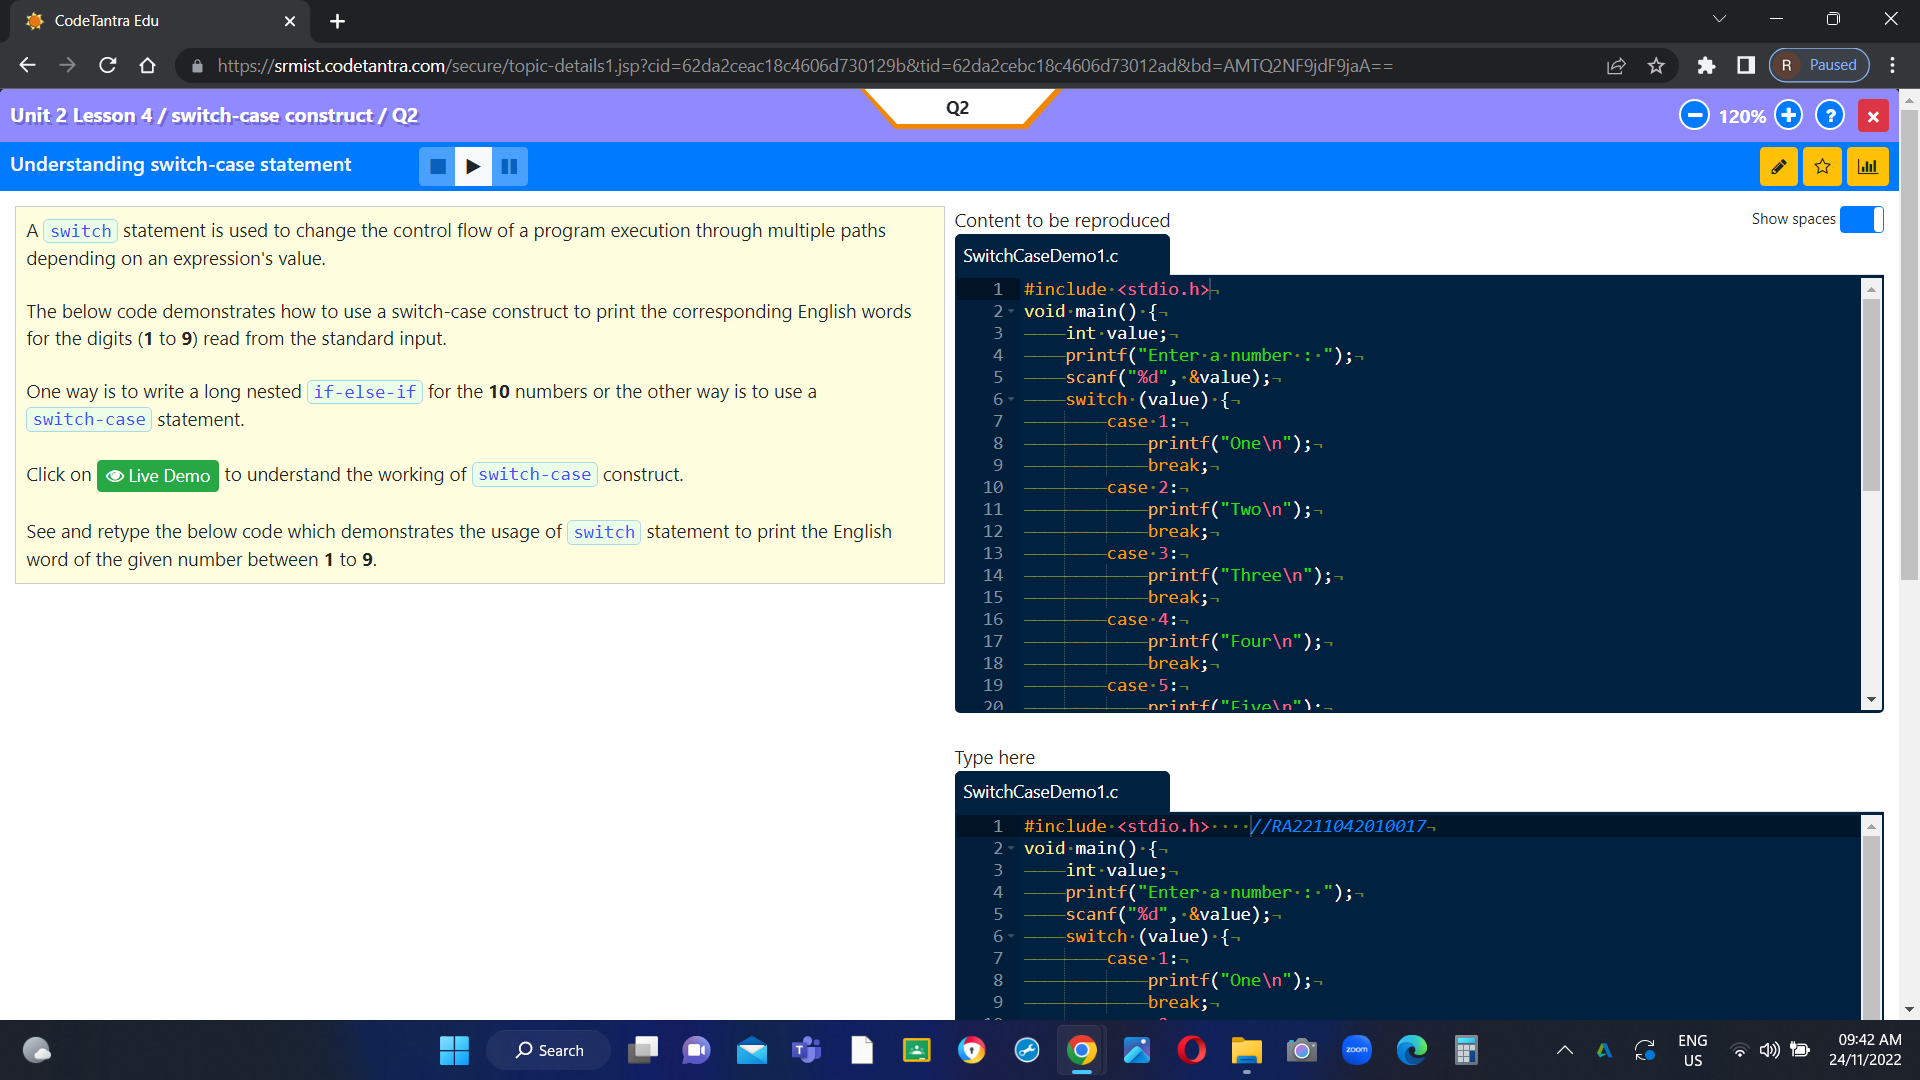 CodeTantra Edu
https://srmist.codetantra.com/secure/topic-details1.jsp?cid=62da2ceac18c4606d730129b&tid=62da2cebc18c4606d73012ad&bd=AMTQ2NF9jdF9jaA==
R Paused
Unit 2 Lesson 4 / switch-case construct / Q2
Q2
120%
Understanding switch-case statement
A switch statement is used to change the control flow of a program execution through multiple paths
depending on an expression's value.
The below code demonstrates how to use a switch-case construct to print the corresponding English words
for the digits (1 to 9) read from the standard input.
One way is to write a long nested if-else-if for the 10 numbers or the other way is to use a
switch-case statement.
Click on Live Demo to understand the working of switch-case construct.
See and retype the below code which demonstrates the usage of switch statement to print the English
word of the given number between 1 to 9.
Content to be reproduced
Show spaces
SwitchCaseDemo1.c
1 #include <stdio.h>
2 void main() {
3 int value;
4 printf("Enter a number : ");
5 scanf("%d", &value);
6 switch (value) {
7 case 1:
8 printf("One\n");
9 break;
10 case 2:
11 printf("Two\n");
12 break;
13 case 3:
14 printf("Three\n");
15 break;
16 case 4:
17 printf("Four\n");
18 break;
19 case 5:
20 printf("Five\n");
Type here
SwitchCaseDemo1.c
1 #include <stdio.h>    //RA2211042010017
2 void main() {
3 int value;
4 printf("Enter a number : ");
5 scanf("%d", &value);
6 switch (value) {
7 case 1:
8 printf("One\n");
9 break;
Search
zoom
ENG
US
09:42 AM
24/11/2022